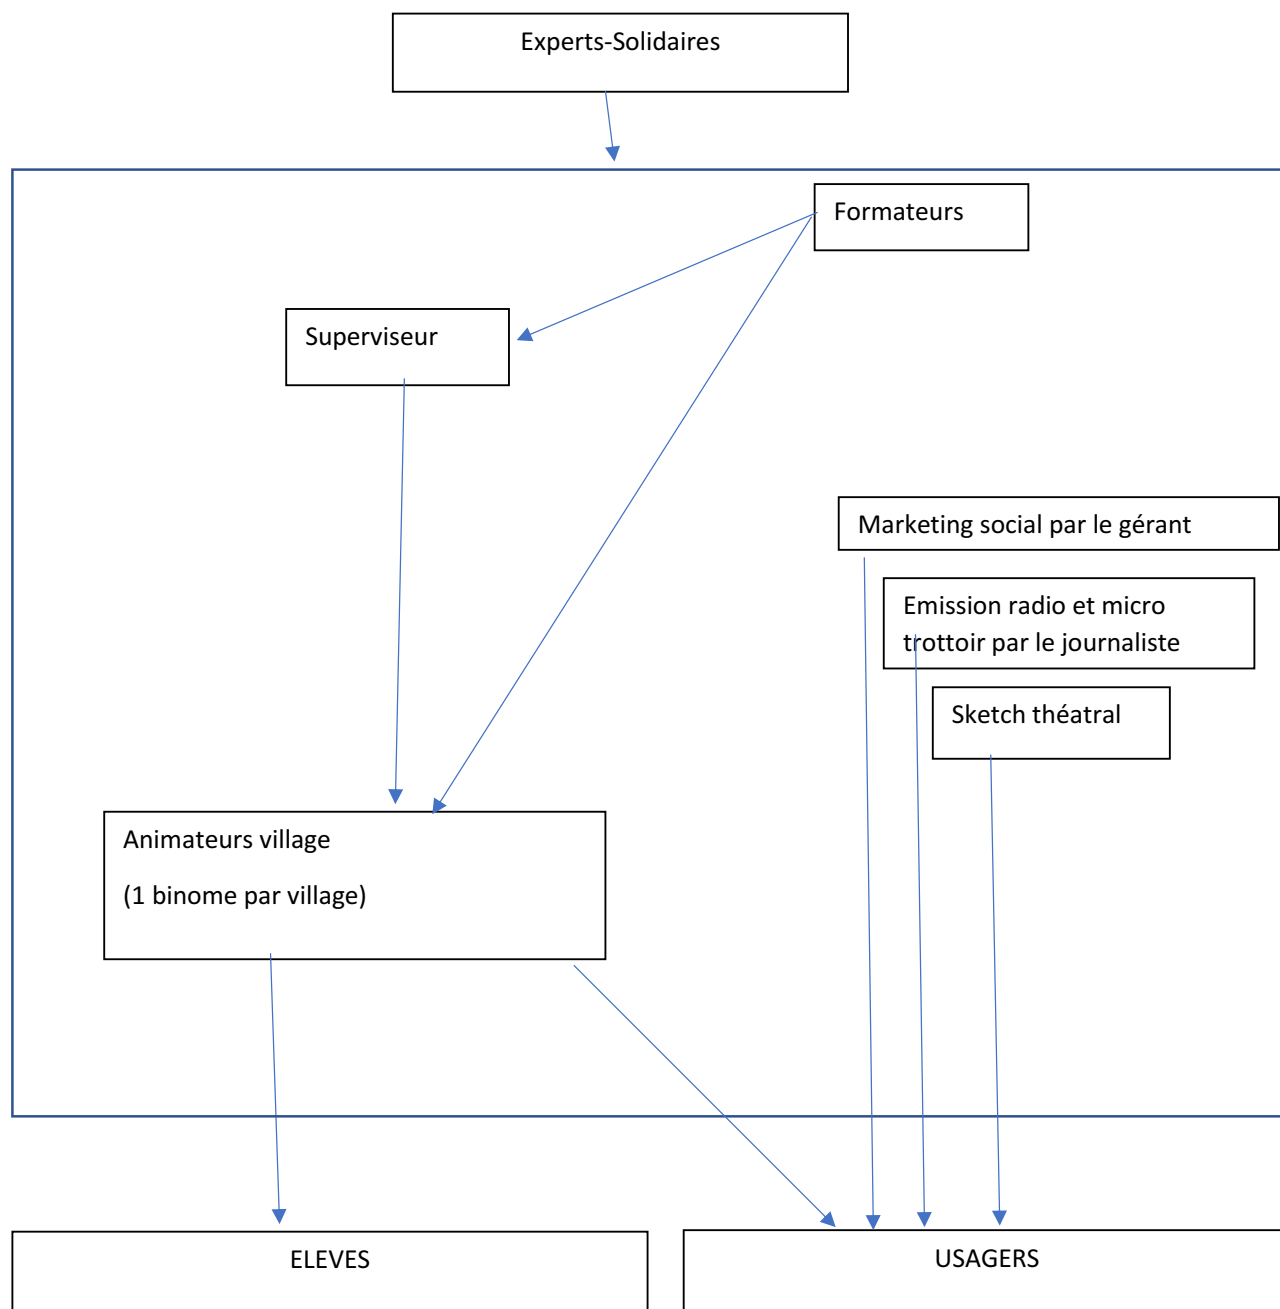 Experts-Solidaires
Formateurs
Superviseur
Marketing social par le gérant
Emission radio et micro
trottoir par le journaliste
Sketch théatral
Animateurs village
(1 binome par village)
ELEVES
USAGERS